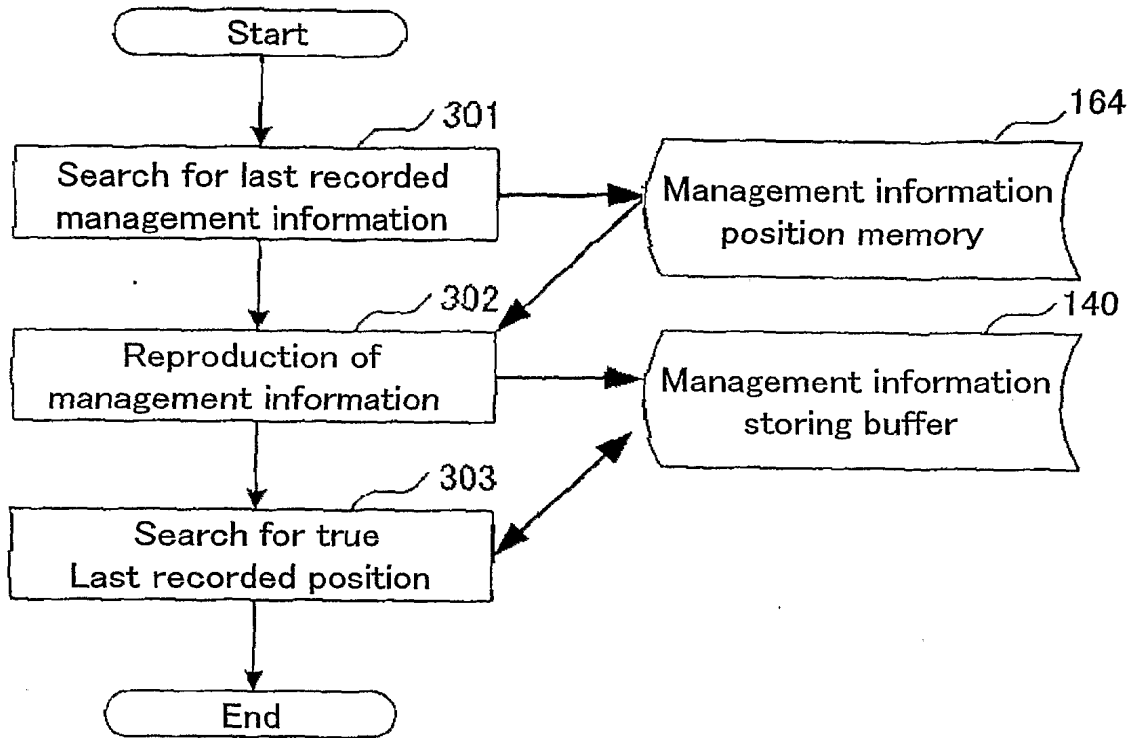 Start
301
Search for last recorded
management information
164
Management information
position memory
302
Reproduction of
management information
140
Management information
storing buffer
303
Search for true
Last recorded position
End